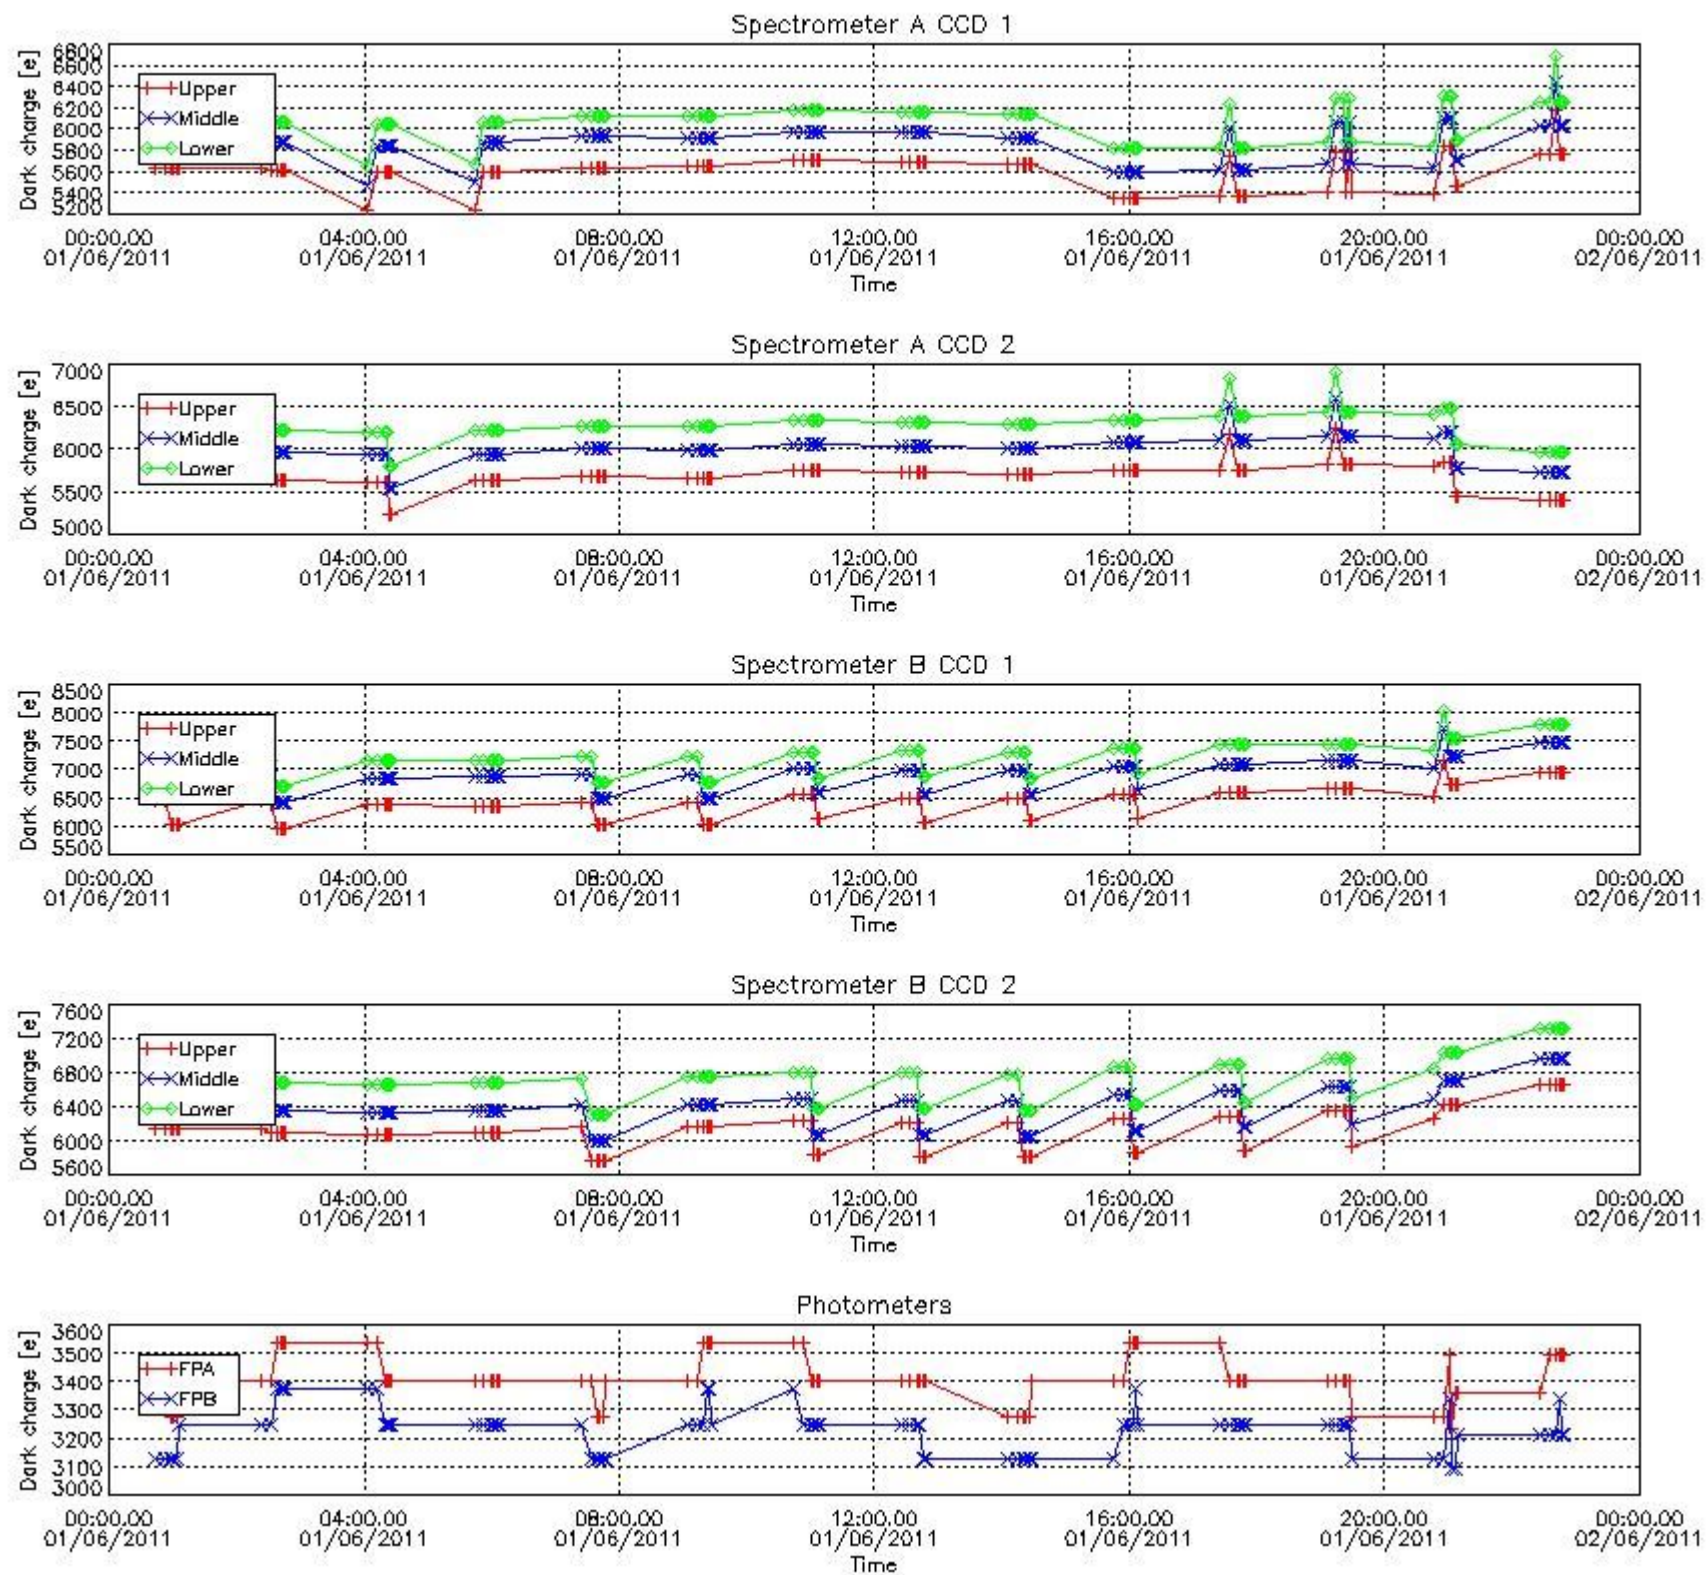 Spectrometer A CCD 1
Dark charge [e]
6800
6600
6400
6200
6000
5800
5600
5400
5200
Upper
Middle
Lower
00:00.00 04:00.00 08:00.00 12:00.00 16:00.00 20:00.00 00:00.00
01/06/2011 01/06/2011 01/06/2011 01/06/2011 01/06/2011 01/06/2011 02/06/2011
Time
Spectrometer A CCD 2
Dark charge [e]
7000
6500
6000
5500
5000
Upper
Middle
Lower
00:00.00 04:00.00 08:00.00 12:00.00 16:00.00 20:00.00 00:00.00
01/06/2011 01/06/2011 01/06/2011 01/06/2011 01/06/2011 01/06/2011 02/06/2011
Time
Spectrometer B CCD 1
Dark charge [e]
8500
8000
7500
7000
6500
6000
5500
Upper
Middle
Lower
00:00.00 04:00.00 08:00.00 12:00.00 16:00.00 20:00.00 00:00.00
01/06/2011 01/06/2011 01/06/2011 01/06/2011 01/06/2011 01/06/2011 02/06/2011
Time
Spectrometer B CCD 2
Dark charge [e]
7600
7200
6800
6400
6000
5600
Upper
Middle
Lower
00:00.00 04:00.00 08:00.00 12:00.00 16:00.00 20:00.00 00:00.00
01/06/2011 01/06/2011 01/06/2011 01/06/2011 01/06/2011 01/06/2011 02/06/2011
Time
Photometers
Dark charge [e]
3600
3500
3400
3300
3200
3100
3000
FPA
FPB
00:00.00 04:00.00 08:00.00 12:00.00 16:00.00 20:00.00 00:00.00
01/06/2011 01/06/2011 01/06/2011 01/06/2011 01/06/2011 01/06/2011 02/06/2011
Time